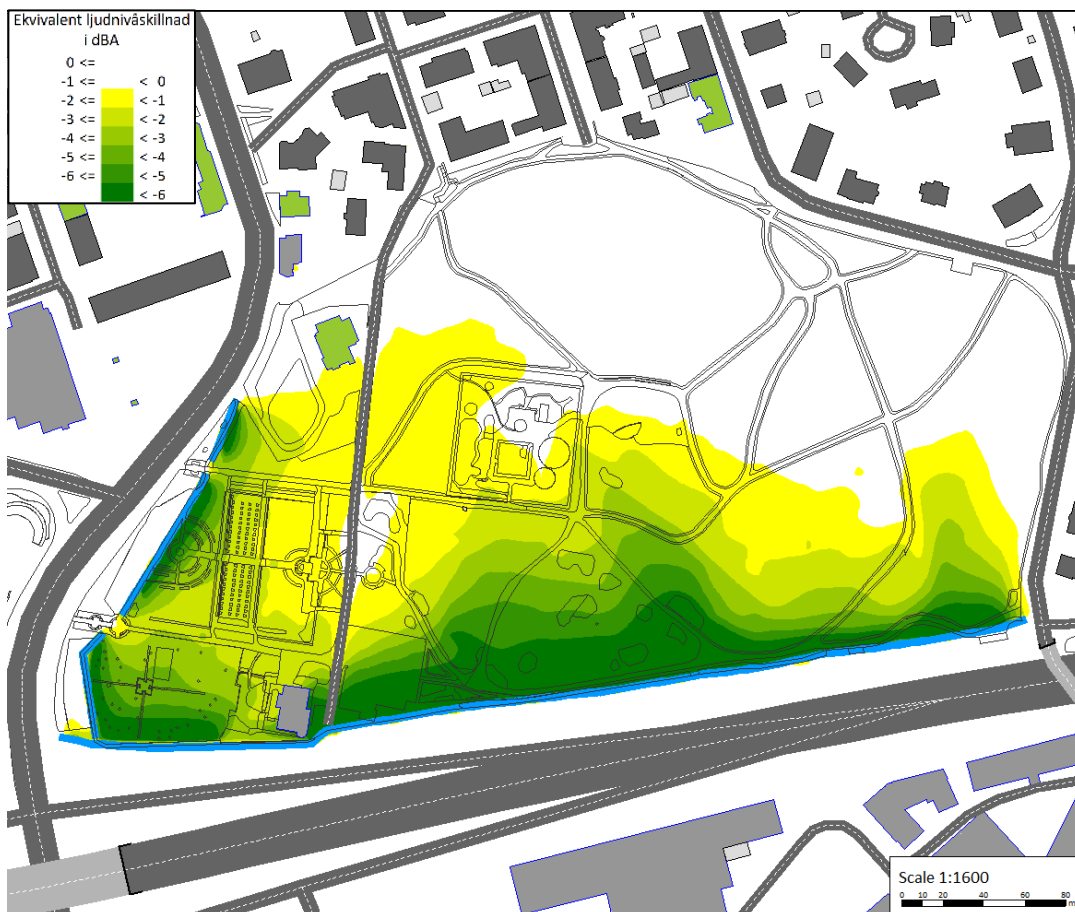 Ekvivalent ljudnivåskillnad
i dBA
0 <=
-1 <= < 0
-2 <= < -1
-3 <= < -2
-4 <= < -3
-5 <= < -4
-6 <= < -5
< -6
Scale 1:1600
0 10 20 40 60 80
m